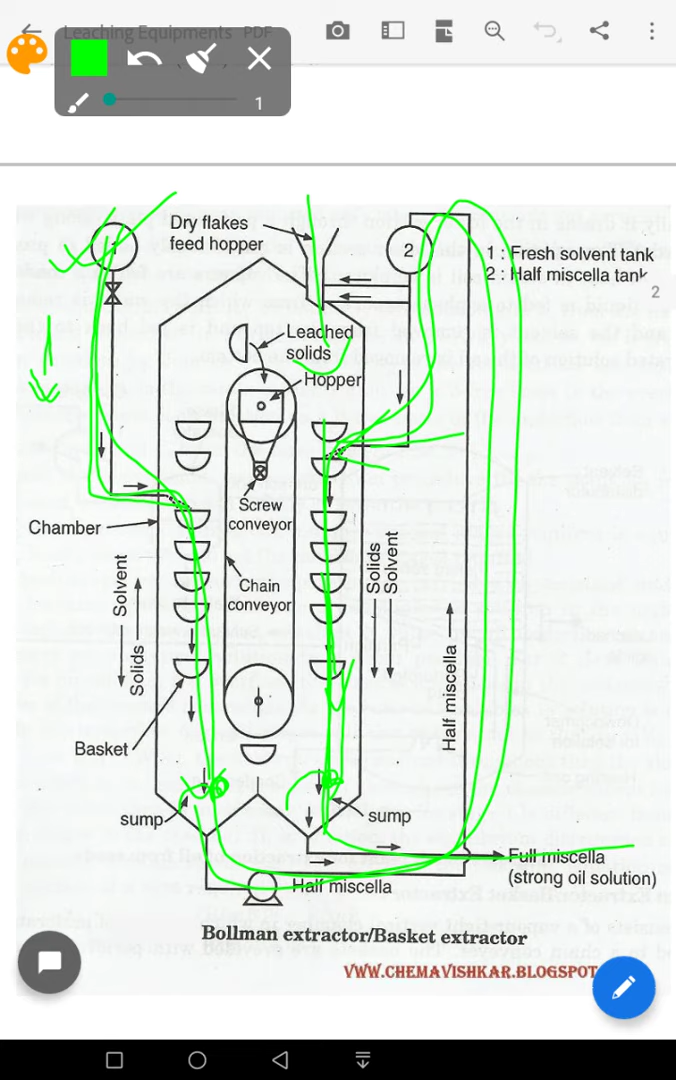 Leaching Equipments PDF
1
2
Dry flakes
feed hopper
2
1 : Fresh solvent tank
2 : Half miscella tank
Leached
solids
Hopper
Screw
conveyor
Chamber
Chain
conveyor
Solvent
Solids
Solids
Solvent
Half miscella
Basket
sump
sump
Full miscella
(strong oil solution)
Half miscella
Bollman extractor/Basket extractor
VWW.CHEMAVISHKAR.BLOGSPOT